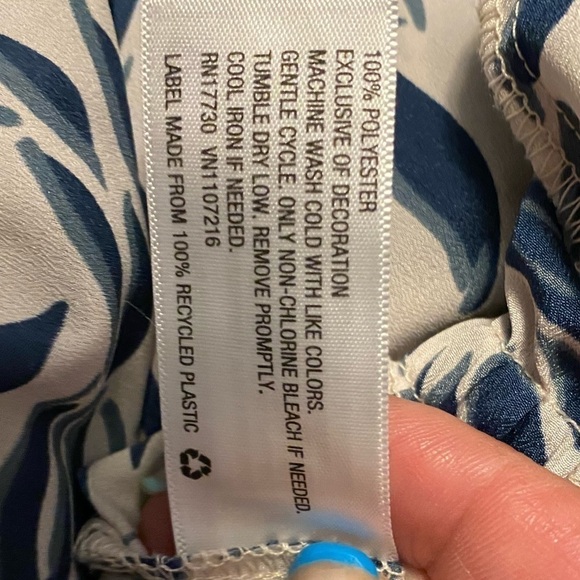 100% POLYESTER
EXCLUSIVE OF DECORATION
MACHINE WASH COLD WITH LIKE COLORS.
GENTLE CYCLE. ONLY NON-CHLORINE BLEACH IF NEEDED.
TUMBLE DRY LOW. REMOVE PROMPTLY.
COOL IRON IF NEEDED.
RN17730 VN1107216
LABEL MADE FROM 100% RECYCLED PLASTIC